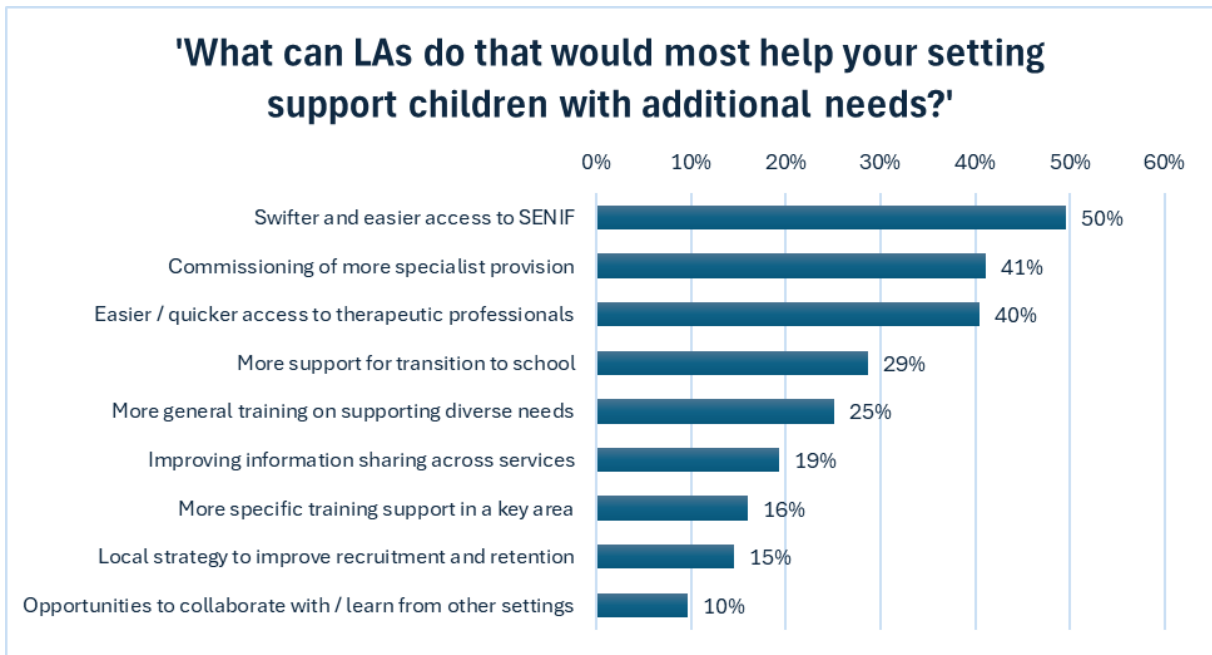 'What can LAs do that would most help your setting
support children with additional needs?'
0% 10% 20% 30% 40% 50% 60%
Swifter and easier access to SENIF 50%
Commissioning of more specialist provision 41%
Easier / quicker access to therapeutic professionals 40%
More support for transition to school 29%
More general training on supporting diverse needs 25%
Improving information sharing across services 19%
More specific training support in a key area 16%
Local strategy to improve recruitment and retention 15%
Opportunities to collaborate with / learn from other settings 10%